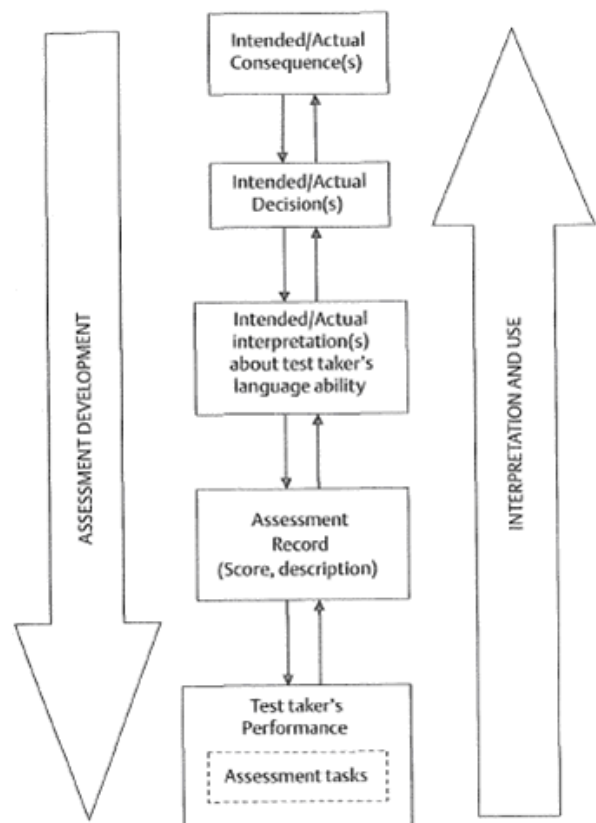 Intended/Actual
Consequence(s)
Intended/Actual
Decision(s)
Intended/Actual
interpretation(s)
about test taker's
language ability
Assessment
Record
(Score, description)
Test taker's
Performance
Assessment tasks
ASSESSMENT DEVELOPMENT
INTERPRETATION AND USE